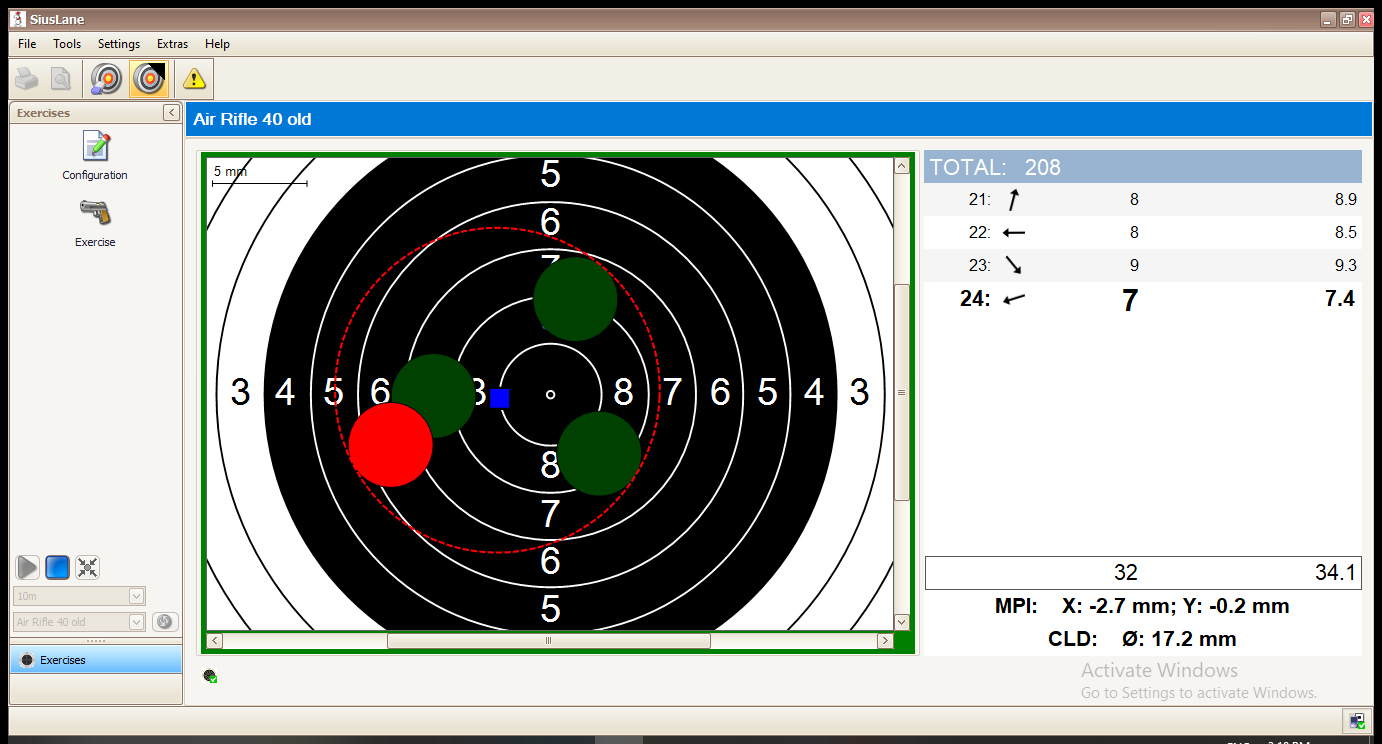 SiusLane
File Tools Settings Extras Help
Exercises
Air Rifle 40 old
Configuration
Exercise
5 mm
5
6
3 4 5 6 8 7 6 5 4 3
8
7
6
5
TOTAL: 208
21: 8 8.9
22: 8 8.5
23: 9 9.3
24: 7 7.4
32 34.1
MPI: X: -2.7 mm; Y: -0.2 mm
CLD: Ø: 17.2 mm
10m
Air Rifle 40 old
Exercises
Activate Windows
Go to Settings to activate Windows.